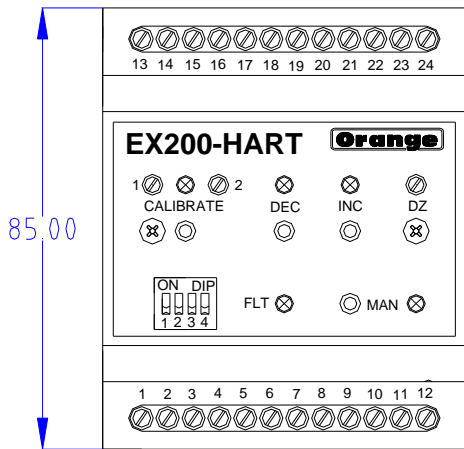 13 14 15 16 17 18 19 20 21 22 23 24
EX200-HART Orange
1 2
CALIBRATE DEC INC DZ
85.00
ON DIP
1 2 3 4
FLT MAN
1 2 3 4 5 6 7 8 9 10 11 12